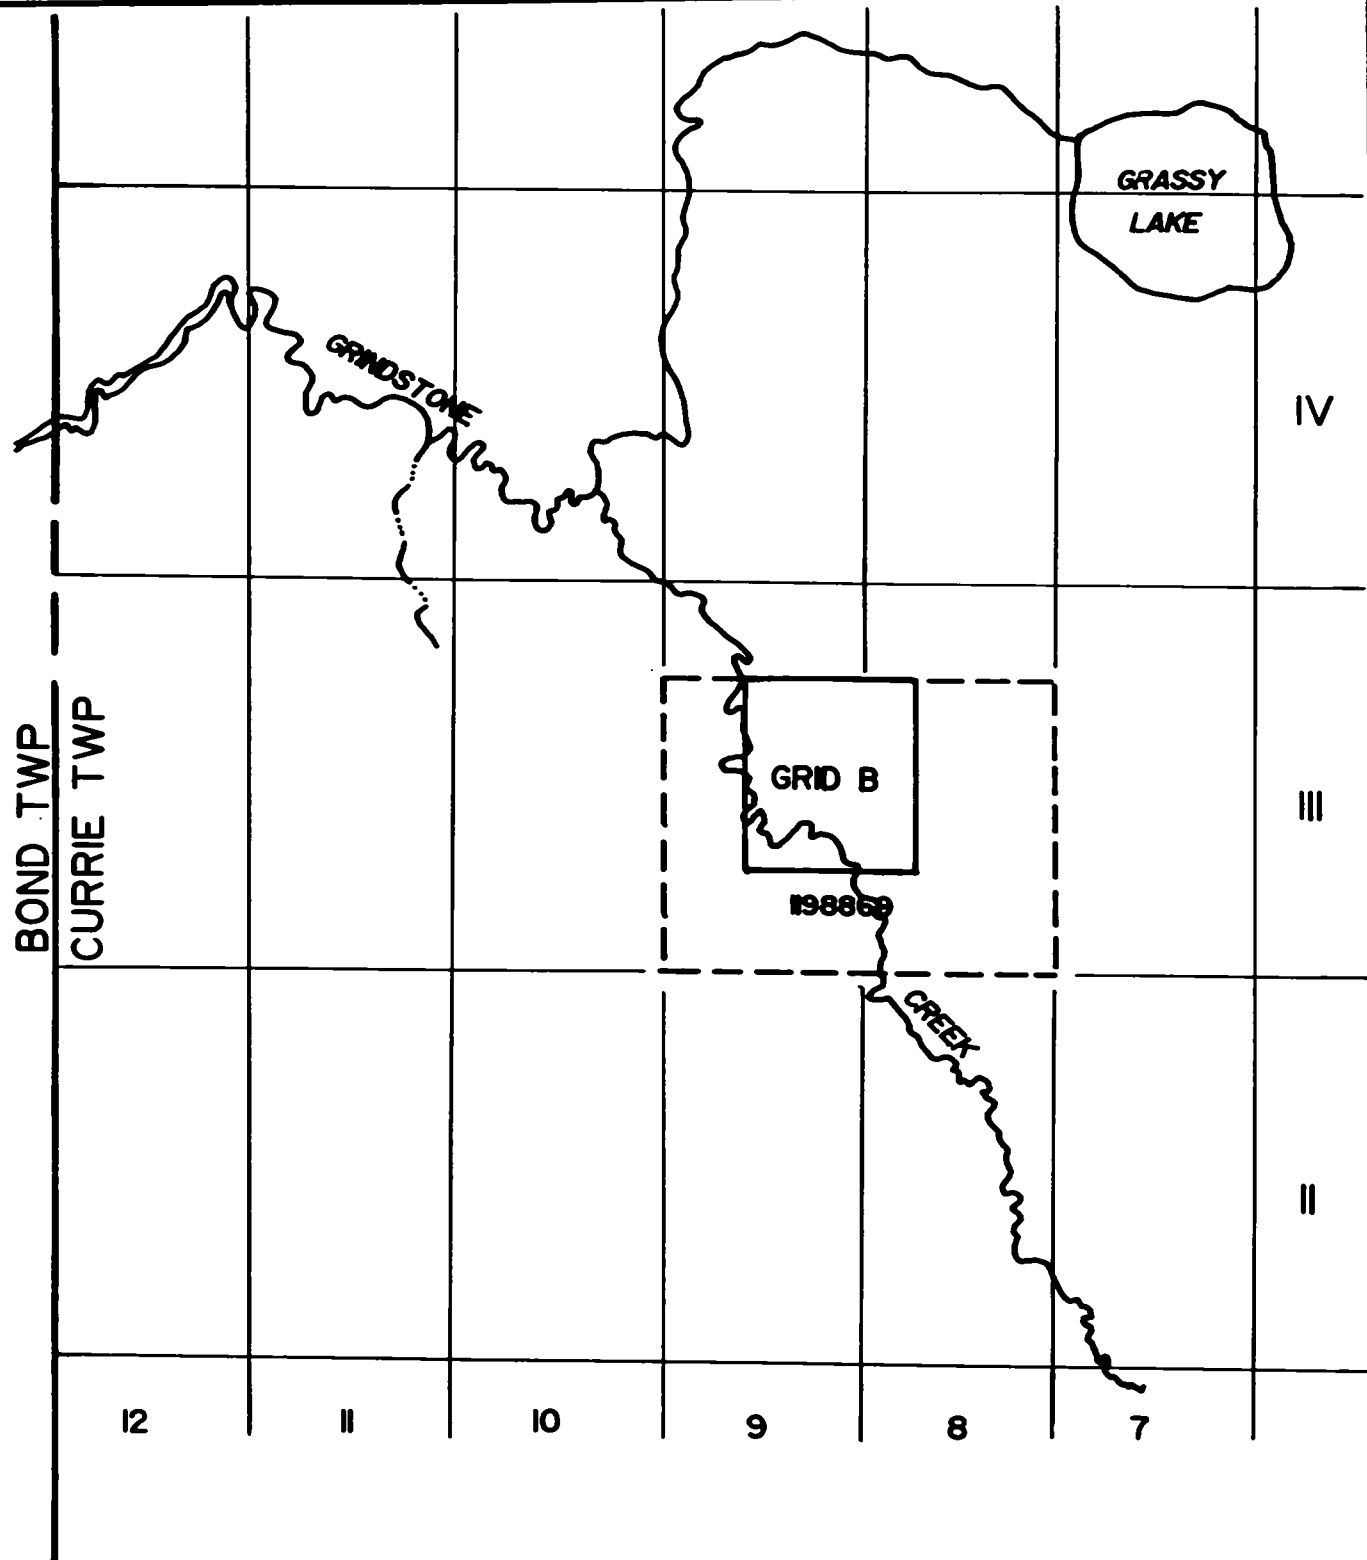 GRASSY
LAKE
GRINDSTONE
IV
BOND TWP
CURRIE TWP
GRID B
III
1198869
CREEK
II
12
11
10
9
8
7